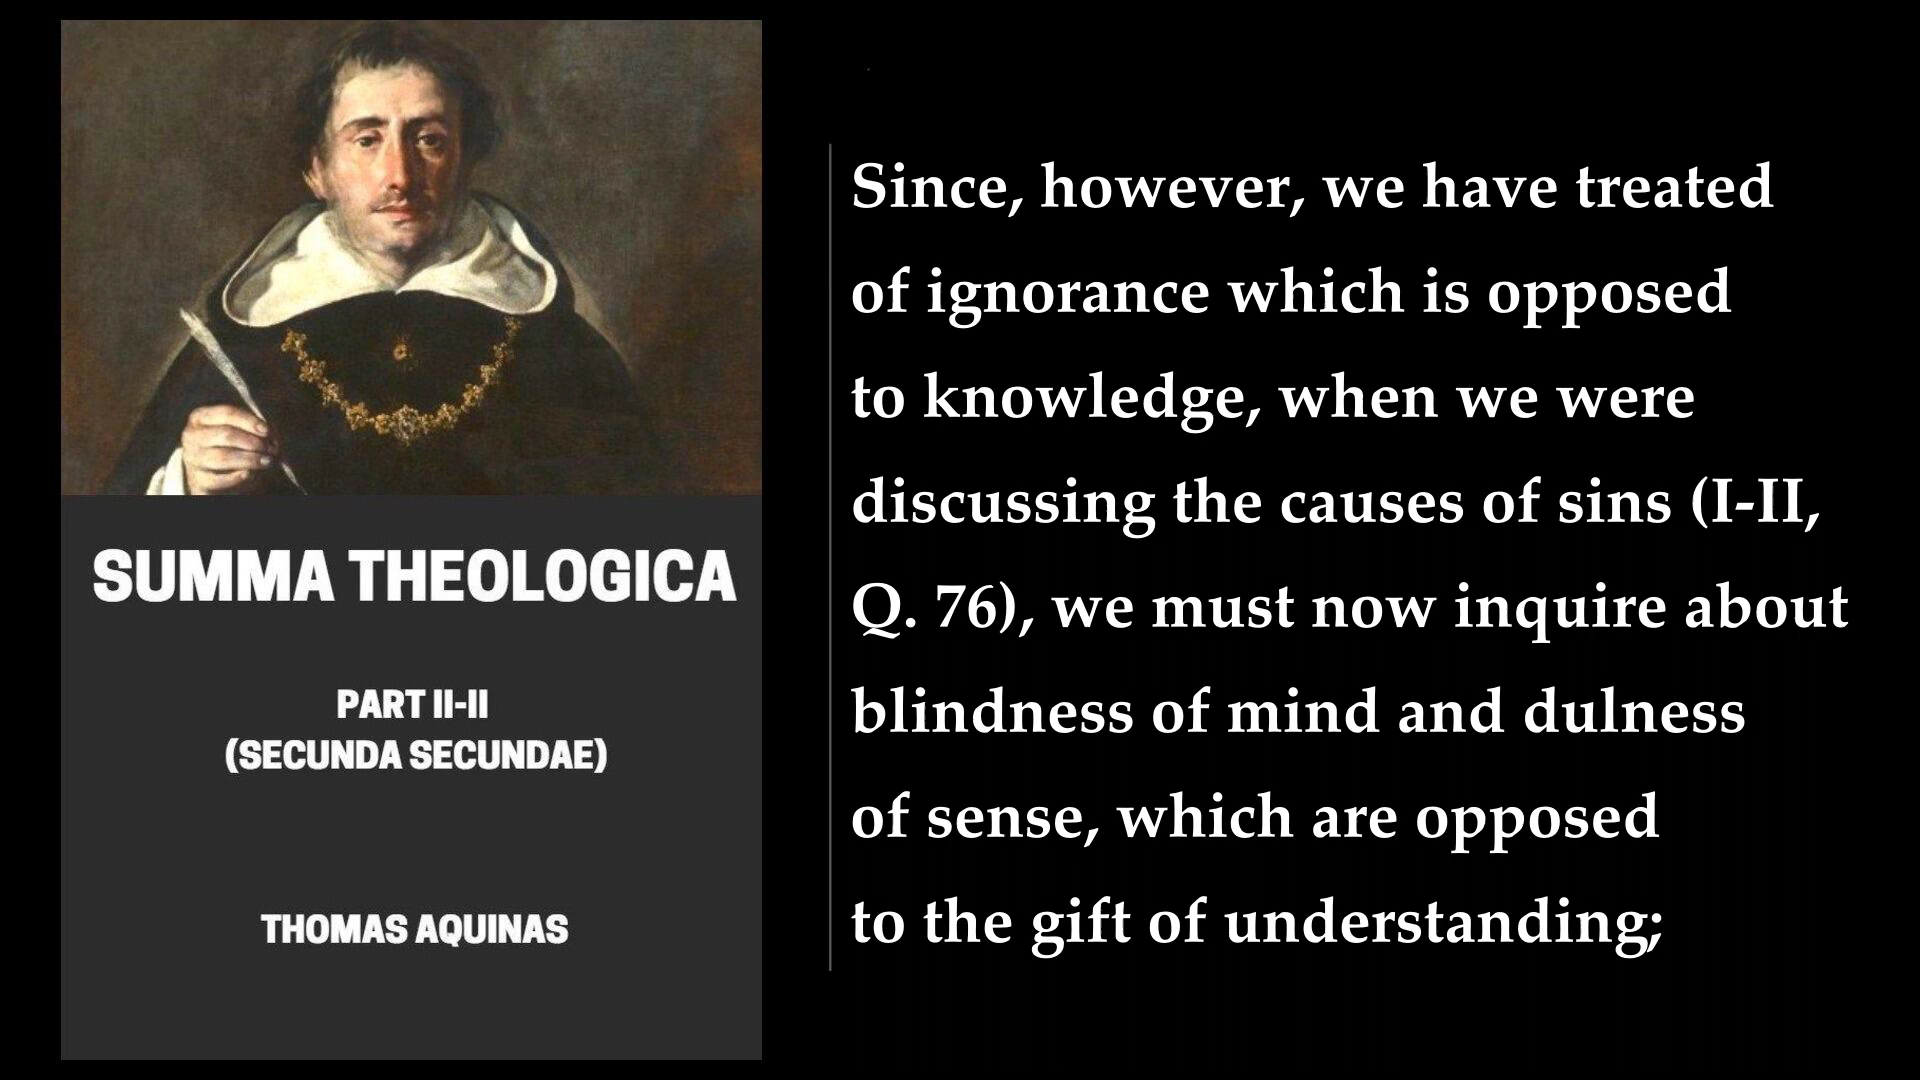 SUMMA THEOLOGICA
PART II-II
(SECUNDA SECUNDAE)
THOMAS AQUINAS
Since, however, we have treated
of ignorance which is opposed
to knowledge, when we were
discussing the causes of sins (I-II,
Q. 76), we must now inquire about
blindness of mind and dulness
of sense, which are opposed
to the gift of understanding;